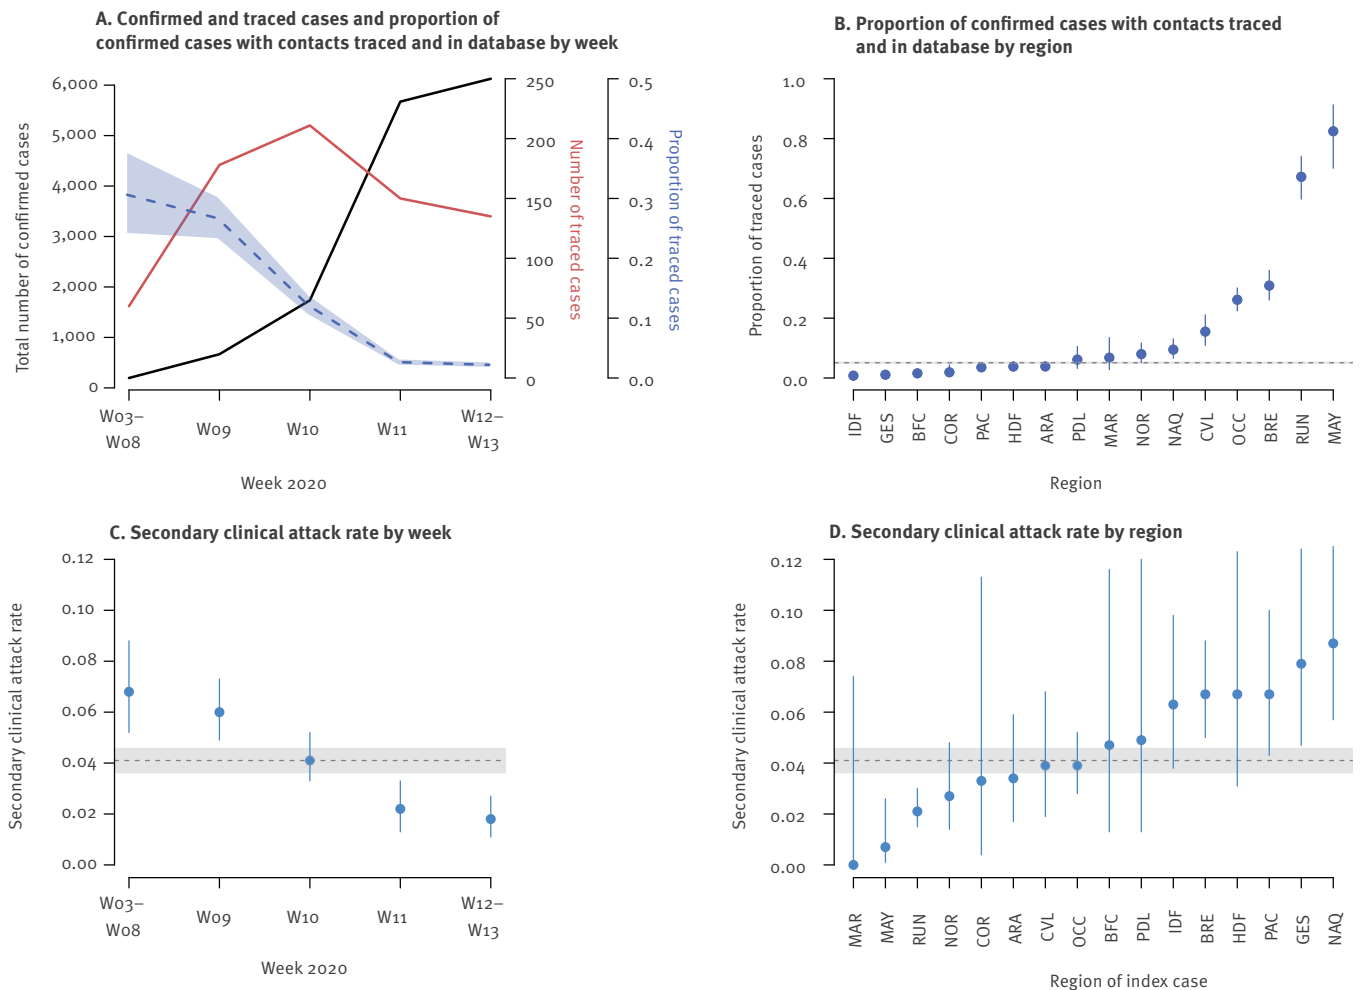 A. Confirmed and traced cases and proportion of
confirmed cases with contacts traced and in database by week
6,000
5,000
4,000
3,000
2,000
1,000
0
Total number of confirmed cases
250
200
150
100
50
0
Number of traced cases
0.5
0.4
0.3
0.2
0.1
0.0
Proportion of traced cases
W03–
W08
W09
W10
W11
W12–
W13
Week 2020
B. Proportion of confirmed cases with contacts traced
and in database by region
1.0
0.8
0.6
0.4
0.2
0.0
Proportion of traced cases
IDF
GES
BFC
COR
PAC
HDF
ARA
PDL
MAR
NOR
NAQ
CVL
OCC
BRE
RUN
MAY
Region
C. Secondary clinical attack rate by week
0.12
0.10
0.08
0.06
0.04
0.02
0.00
Secondary clinical attack rate
W03–
W08
W09
W10
W11
W12–
W13
Week 2020
D. Secondary clinical attack rate by region
0.12
0.10
0.08
0.06
0.04
0.02
0.00
Secondary clinical attack rate
MAR
MAY
RUN
NOR
COR
ARA
CVL
OCC
BFC
PDL
IDF
BRE
HDF
PAC
GES
NAQ
Region of index case